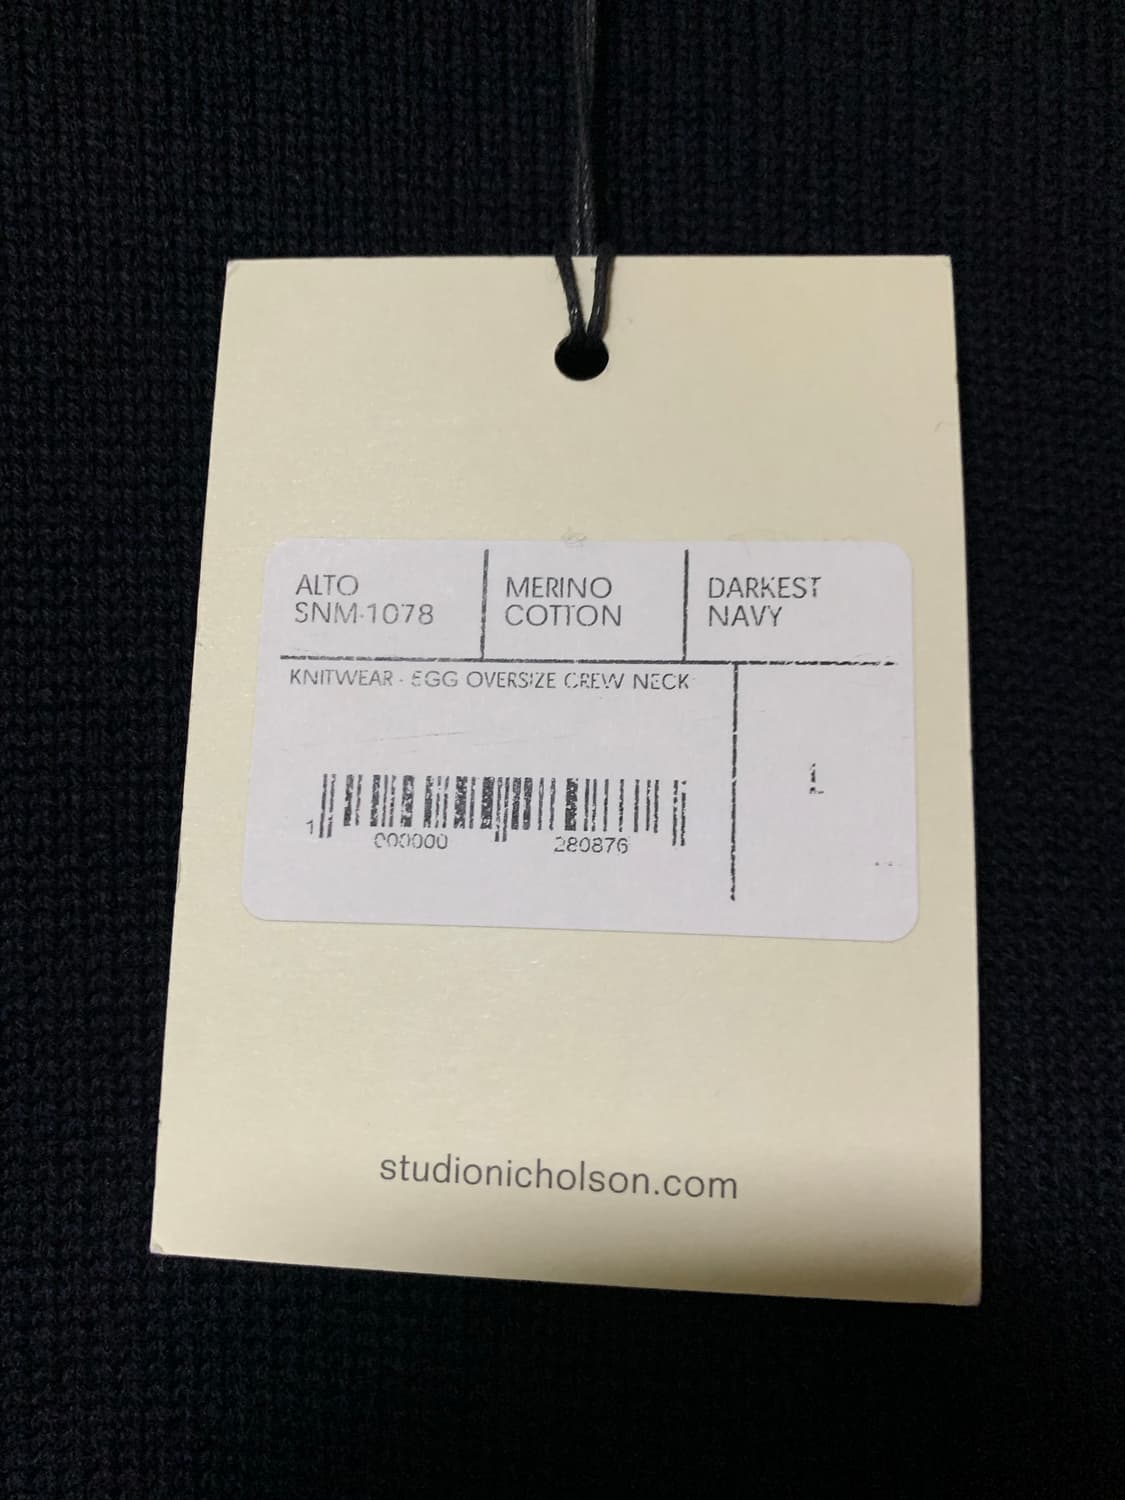 ALTO
SNM-1078
MERINO
COTTON
DARKEST
NAVY
KNITWEAR - EGG OVERSIZE CREW NECK
L
1 000000 280876
studionicholson.com